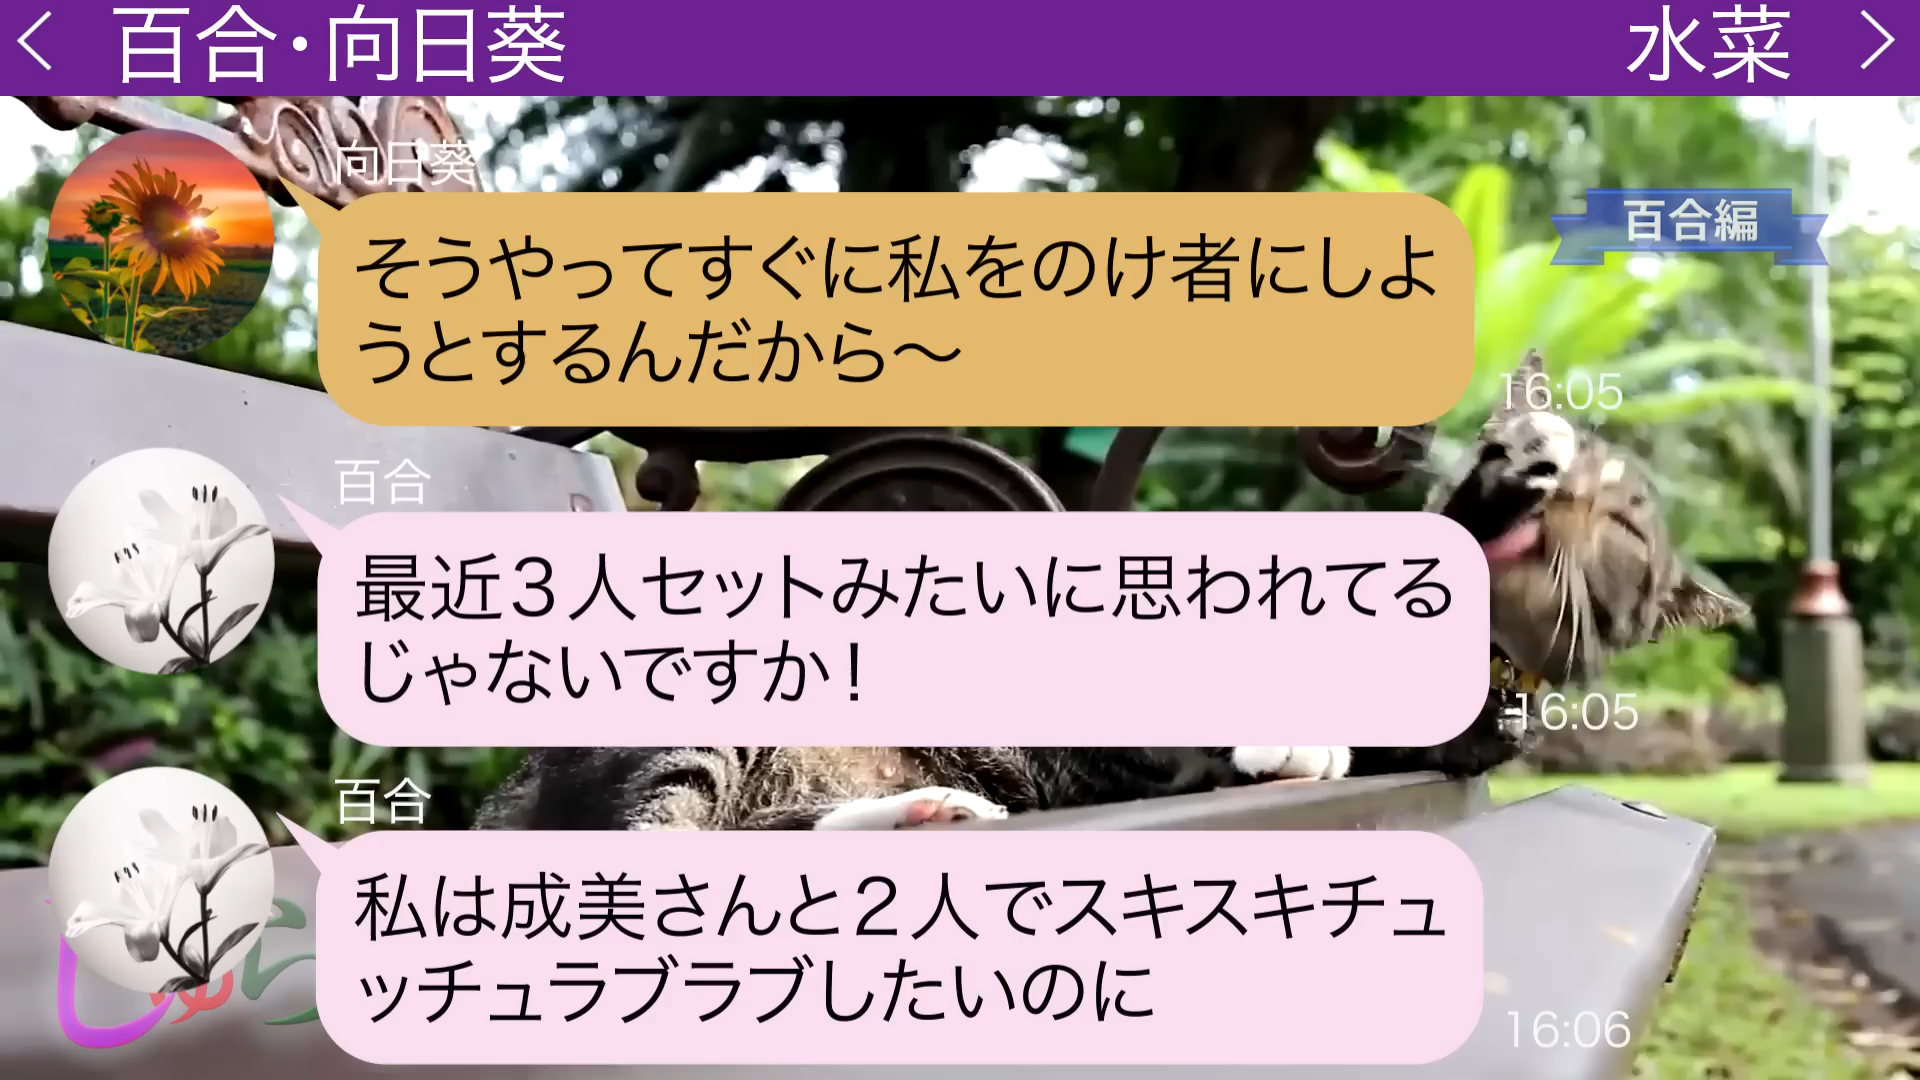 百合・向日葵
水菜
向日葵
百合編
そうやってすぐに私をのけ者にしよ
うとするんだから～
16:05
百合
最近３人セットみたいに思われてる
じゃないですか！
16:05
百合
私は成美さんと２人でスキスキチュ
ッチュラブラブしたいのに
16:06